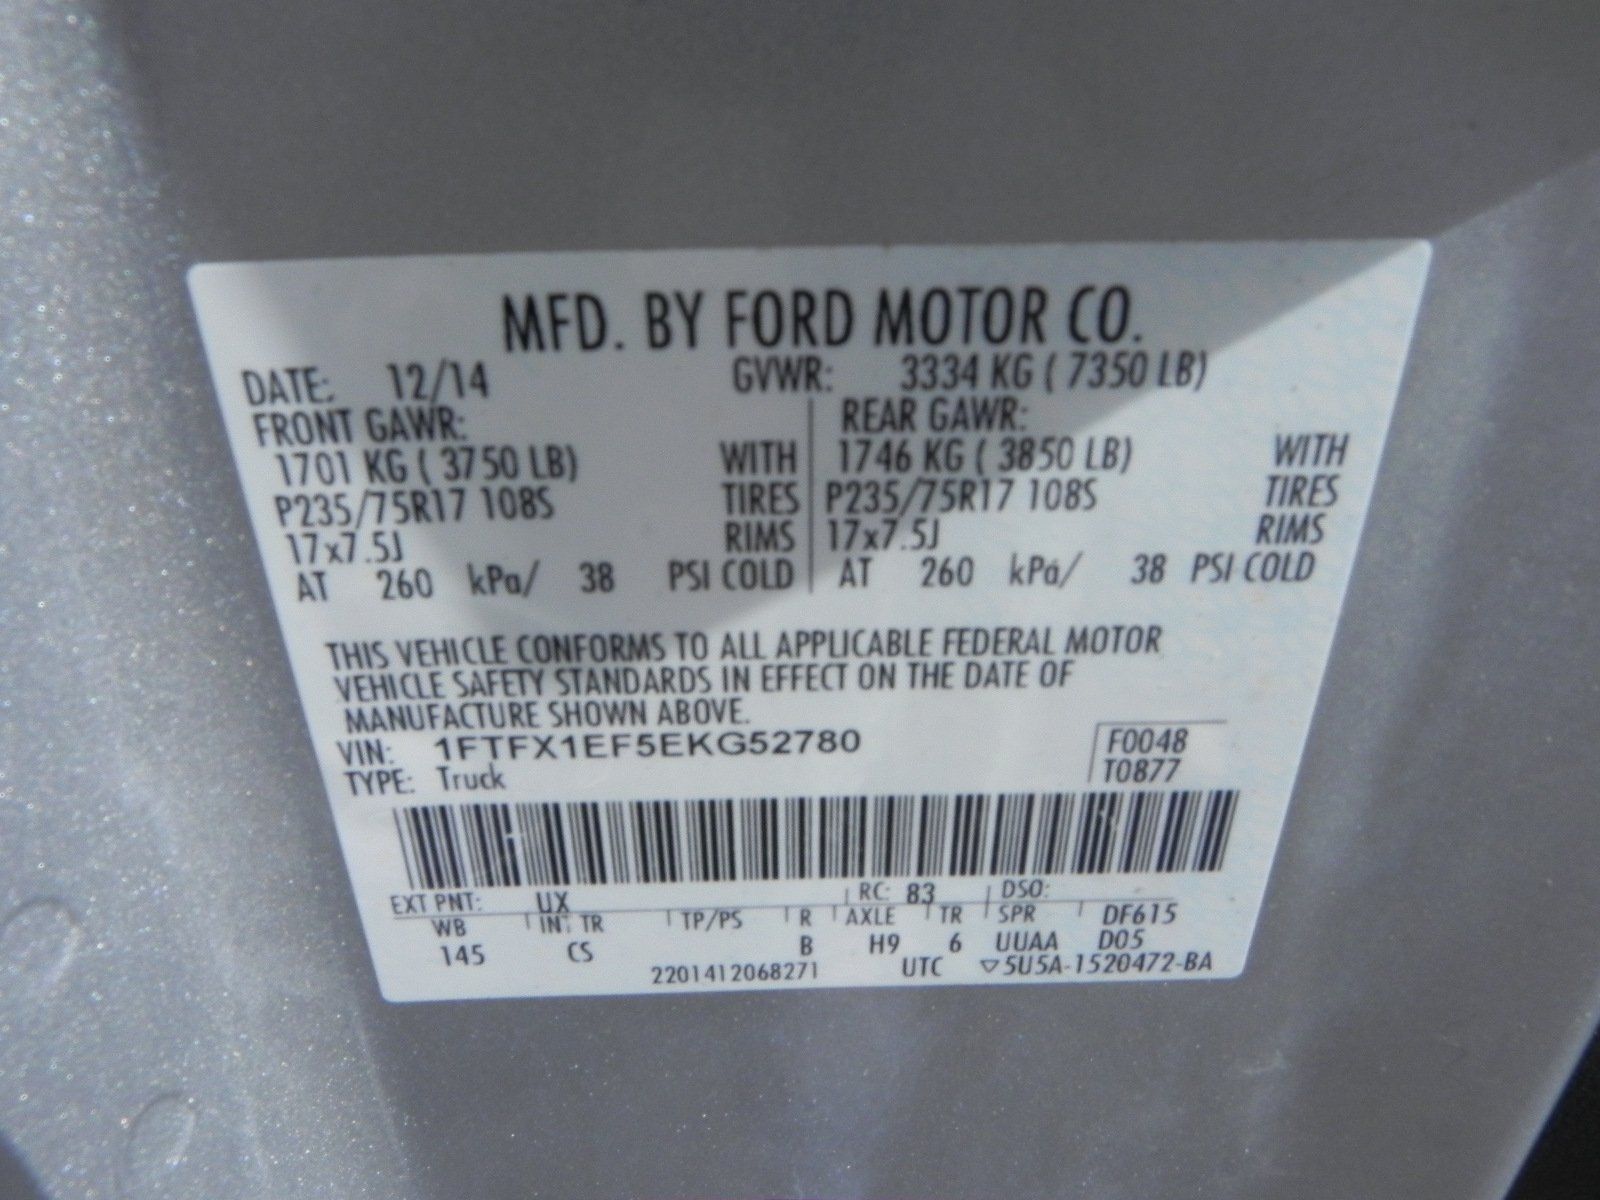 MFD. BY FORD MOTOR CO.
DATE: 12/14 GVWR: 3334 KG ( 7350 LB)
FRONT GAWR: REAR GAWR:
1701 KG ( 3750 LB) WITH 1746 KG ( 3850 LB) WITH
P235/75R17 108S TIRES P235/75R17 108S TIRES
17x7.5J RIMS 17x7.5J RIMS
AT 260 kPa/ 38 PSI COLD AT 260 kPa/ 38 PSI COLD
THIS VEHICLE CONFORMS TO ALL APPLICABLE FEDERAL MOTOR
VEHICLE SAFETY STANDARDS IN EFFECT ON THE DATE OF
MANUFACTURE SHOWN ABOVE.
VIN: 1FTFX1EF5EKG52780 F0048
TYPE: Truck T0877
EXT PNT: UX RC: 83 DSO:
WB INT TR TP/PS R AXLE TR SPR DF615
145 CS B H9 6 UUAA D05
2201412068271 UTC ▽5U5A-1520472-BA